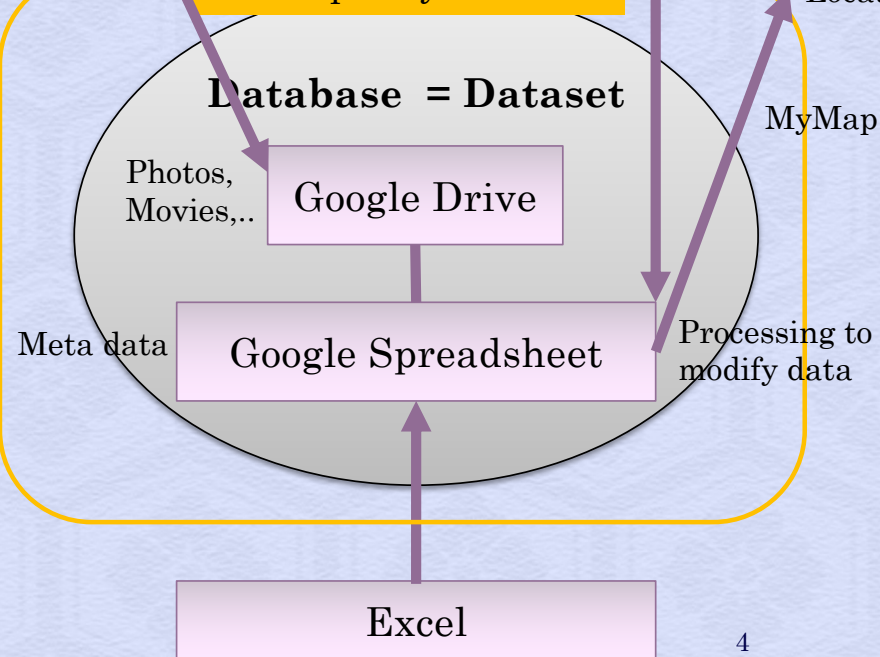 Database = Dataset
MyMap
Photos,
Movies,..
Google Drive
Meta data
Google Spreadsheet
Processing to
modify data
Excel
4